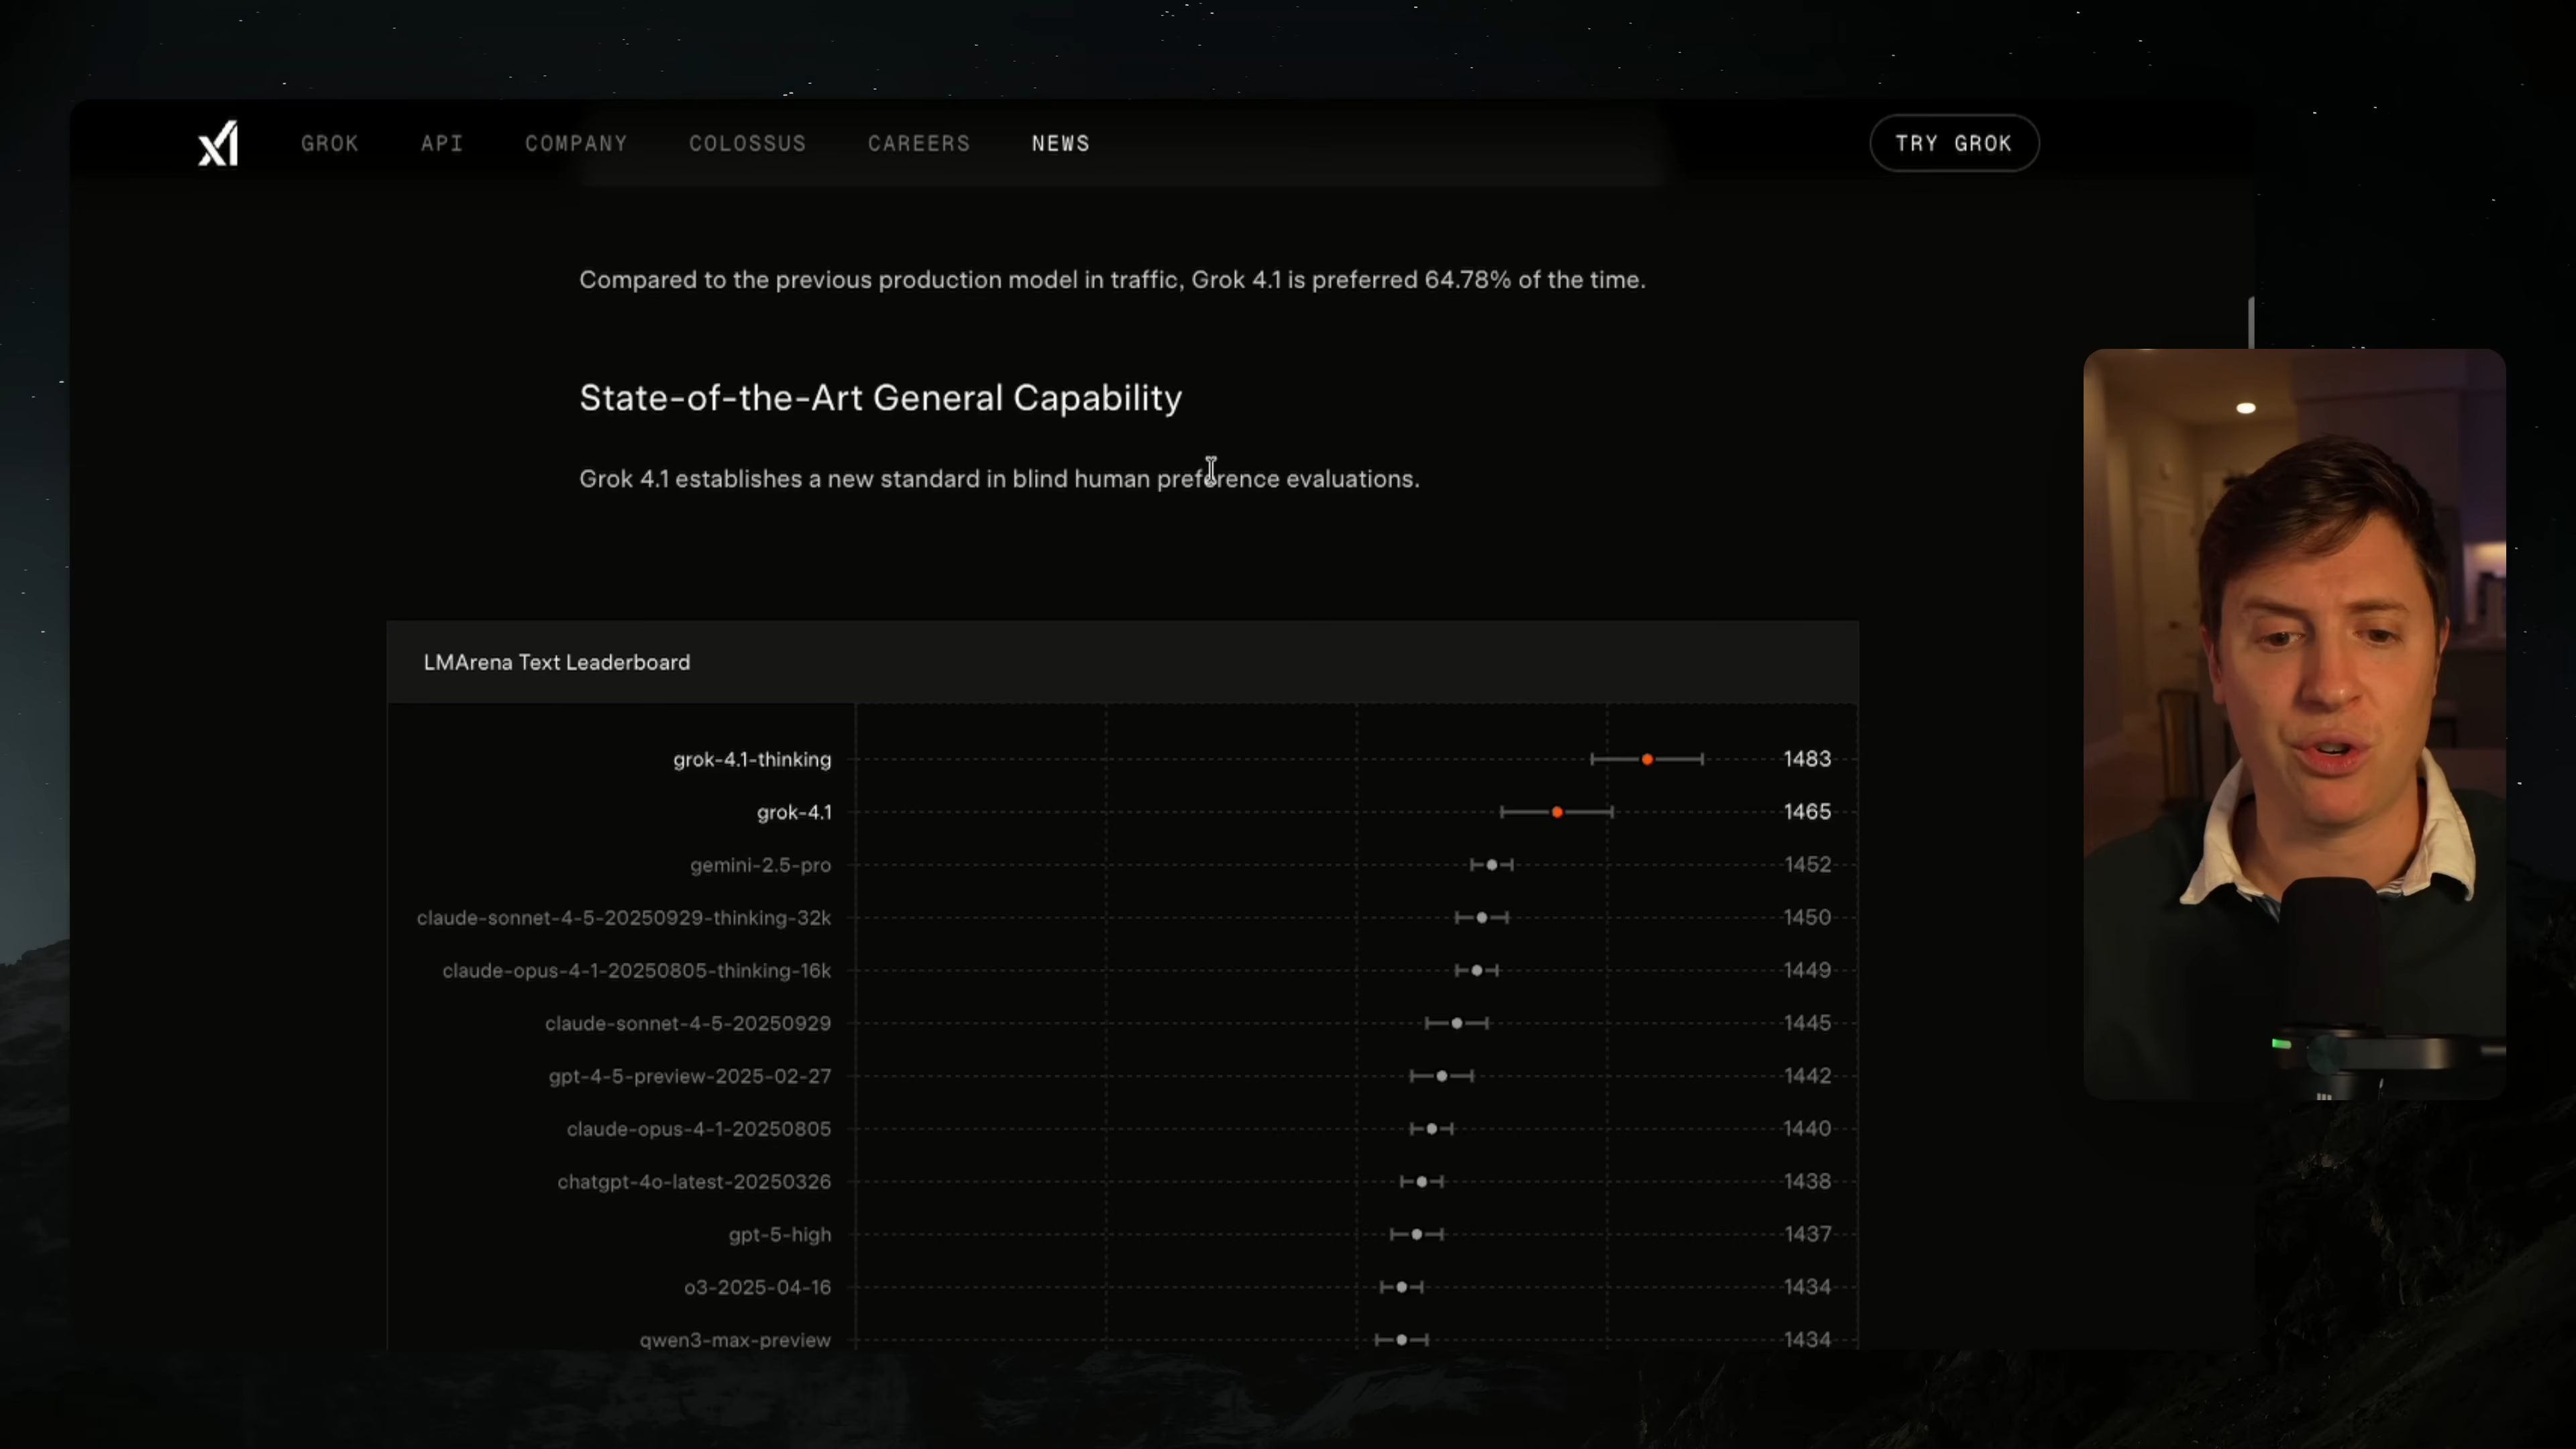 xI GROK API COMPANY COLOSSUS CAREERS NEWS TRY GROK
Compared to the previous production model in traffic, Grok 4.1 is preferred 64.78% of the time.
State-of-the-Art General Capability
Grok 4.1 establishes a new standard in blind human preference evaluations.
LMArena Text Leaderboard
grok-4.1-thinking 1483
grok-4.1 1465
gemini-2.5-pro 1452
claude-sonnet-4-5-20250929-thinking-32k 1450
claude-opus-4-1-20250805-thinking-16k 1449
claude-sonnet-4-5-20250929 1445
gpt-4-5-preview-2025-02-27 1442
claude-opus-4-1-20250805 1440
chatgpt-4o-latest-20250326 1438
gpt-5-high 1437
o3-2025-04-16 1434
qwen3-max-preview 1434